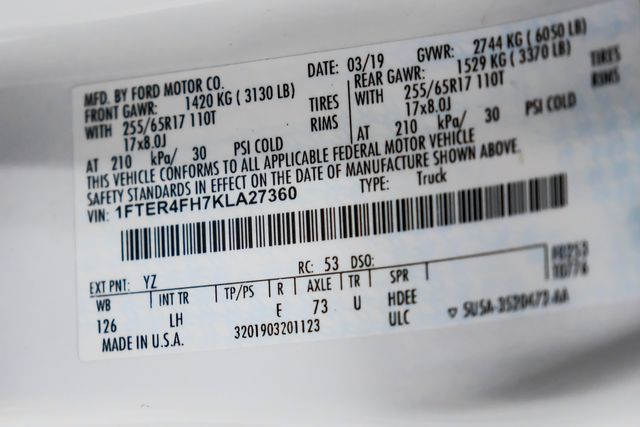 MFD. BY FORD MOTOR CO.
DATE: 03/19 GVWR: 2744 KG (6050 LB)
FRONT GAWR: 1420 KG (3130 LB)
REAR GAWR: 1529 KG (3370 LB)
WITH 255/65R17 110T TIRES
WITH 255/65R17 110T TIRES
17x8.0J RIMS
17x8.0J RIMS
AT 210 kPa/ 30 PSI COLD
AT 210 kPa/ 30 PSI COLD
THIS VEHICLE CONFORMS TO ALL APPLICABLE FEDERAL MOTOR VEHICLE
SAFETY STANDARDS IN EFFECT ON THE DATE OF MANUFACTURE SHOWN ABOVE.
VIN: 1FTER4FH7KLA27360 TYPE: Truck
EXT PNT: YZ RC: 53 DSO:
WB INT TR TP/PS R AXLE TR SPR
126 LH E 73 U HDEE
MADE IN U.S.A. 3201903201123 ULC